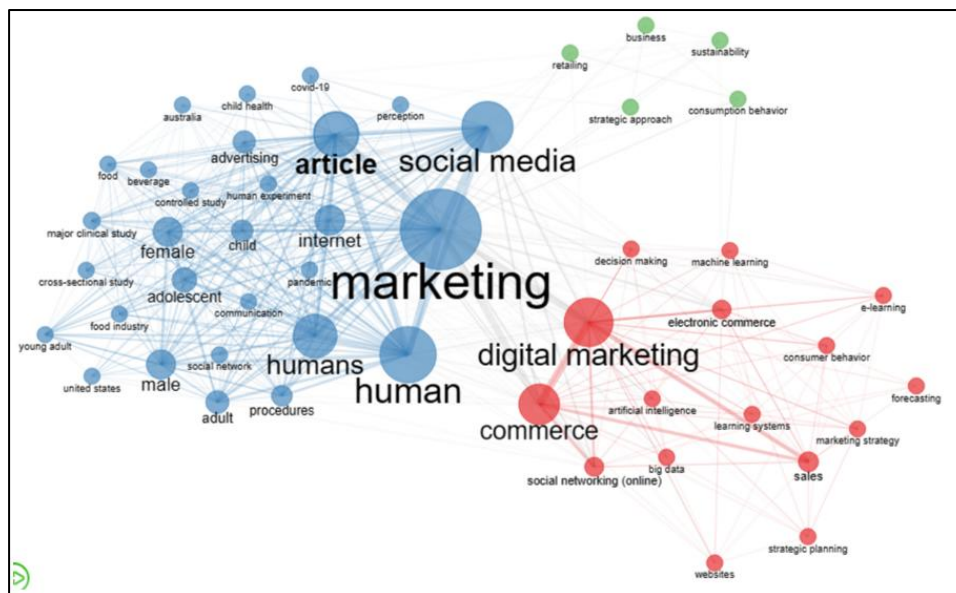 business
sustainability
retailing
covid-19
child health
consumption behavior
australia
perception
strategic approach
advertising
article
social media
food
beverage
human experiment
controlled study
major clinical study
female
child
internet
decision making
machine learning
cross-sectional study
pandemic
marketing
adolescent
e-learning
communication
food industry
electronic commerce
young adult
digital marketing
consumer behavior
social network
humans
united states
male
human
forecasting
adult
procedures
artificial intelligence
commerce
learning systems
marketing strategy
big data
social networking (online)
sales
strategic planning
websites